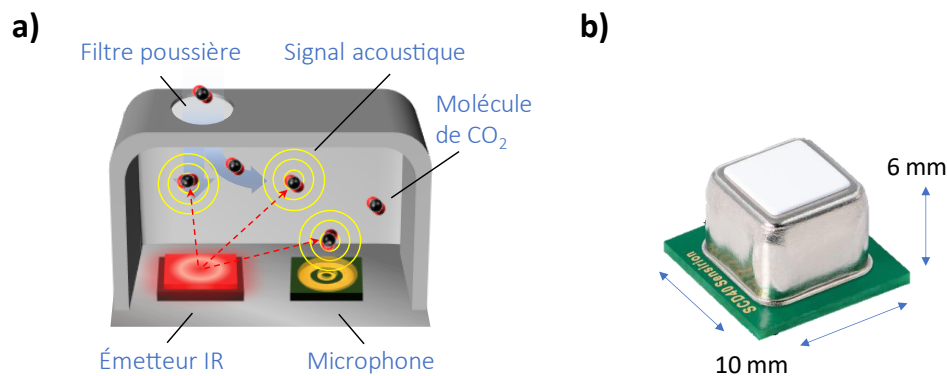 a)
Filtre poussière
Signal acoustique
Molécule
de CO₂
Émetteur IR
Microphone
b)
6 mm
SCD40 Sensirion
10 mm